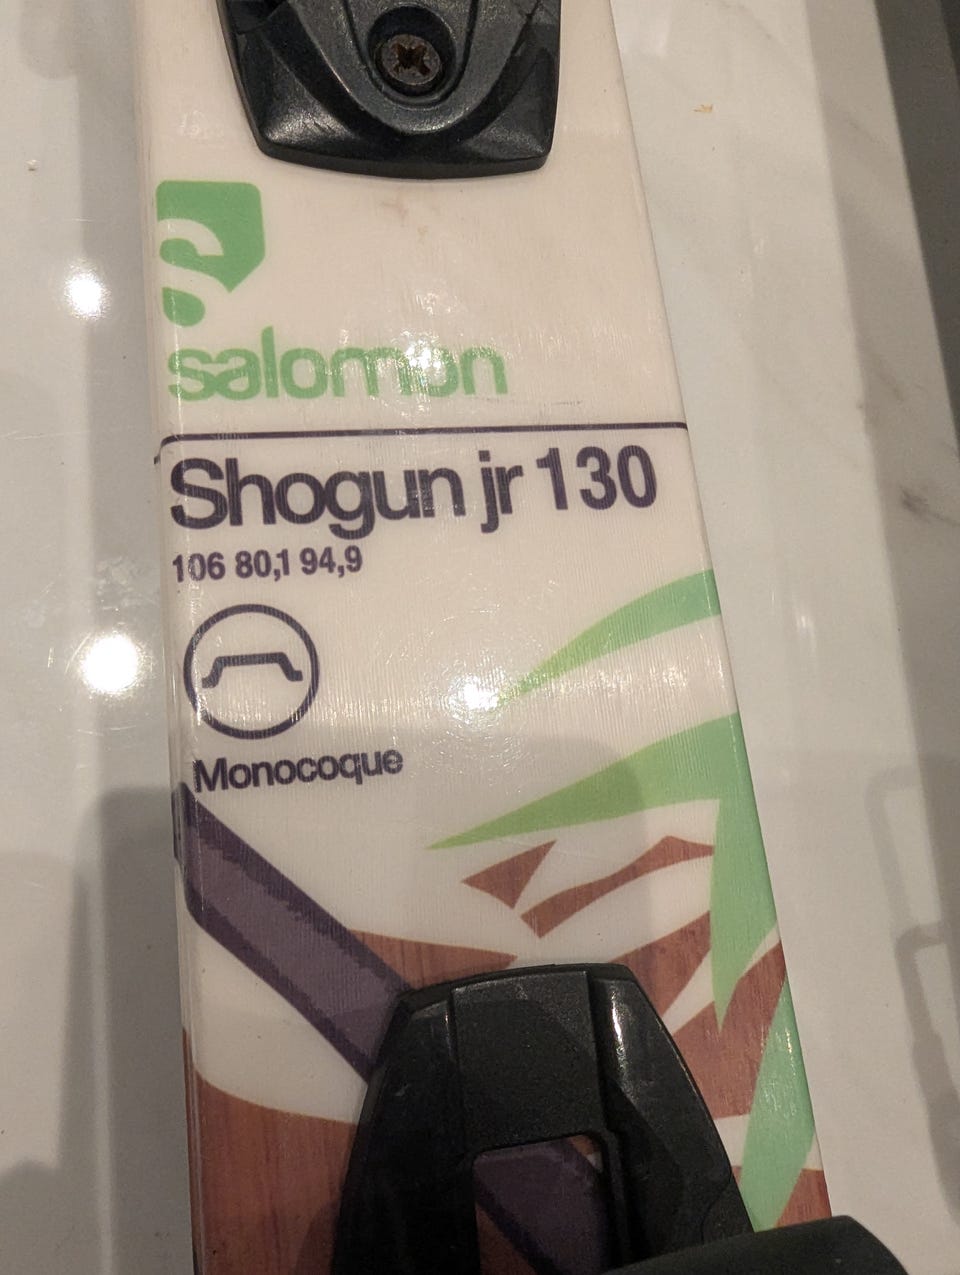 salomon
Shogun jr 130
106 80,1 94,9
Monocoque